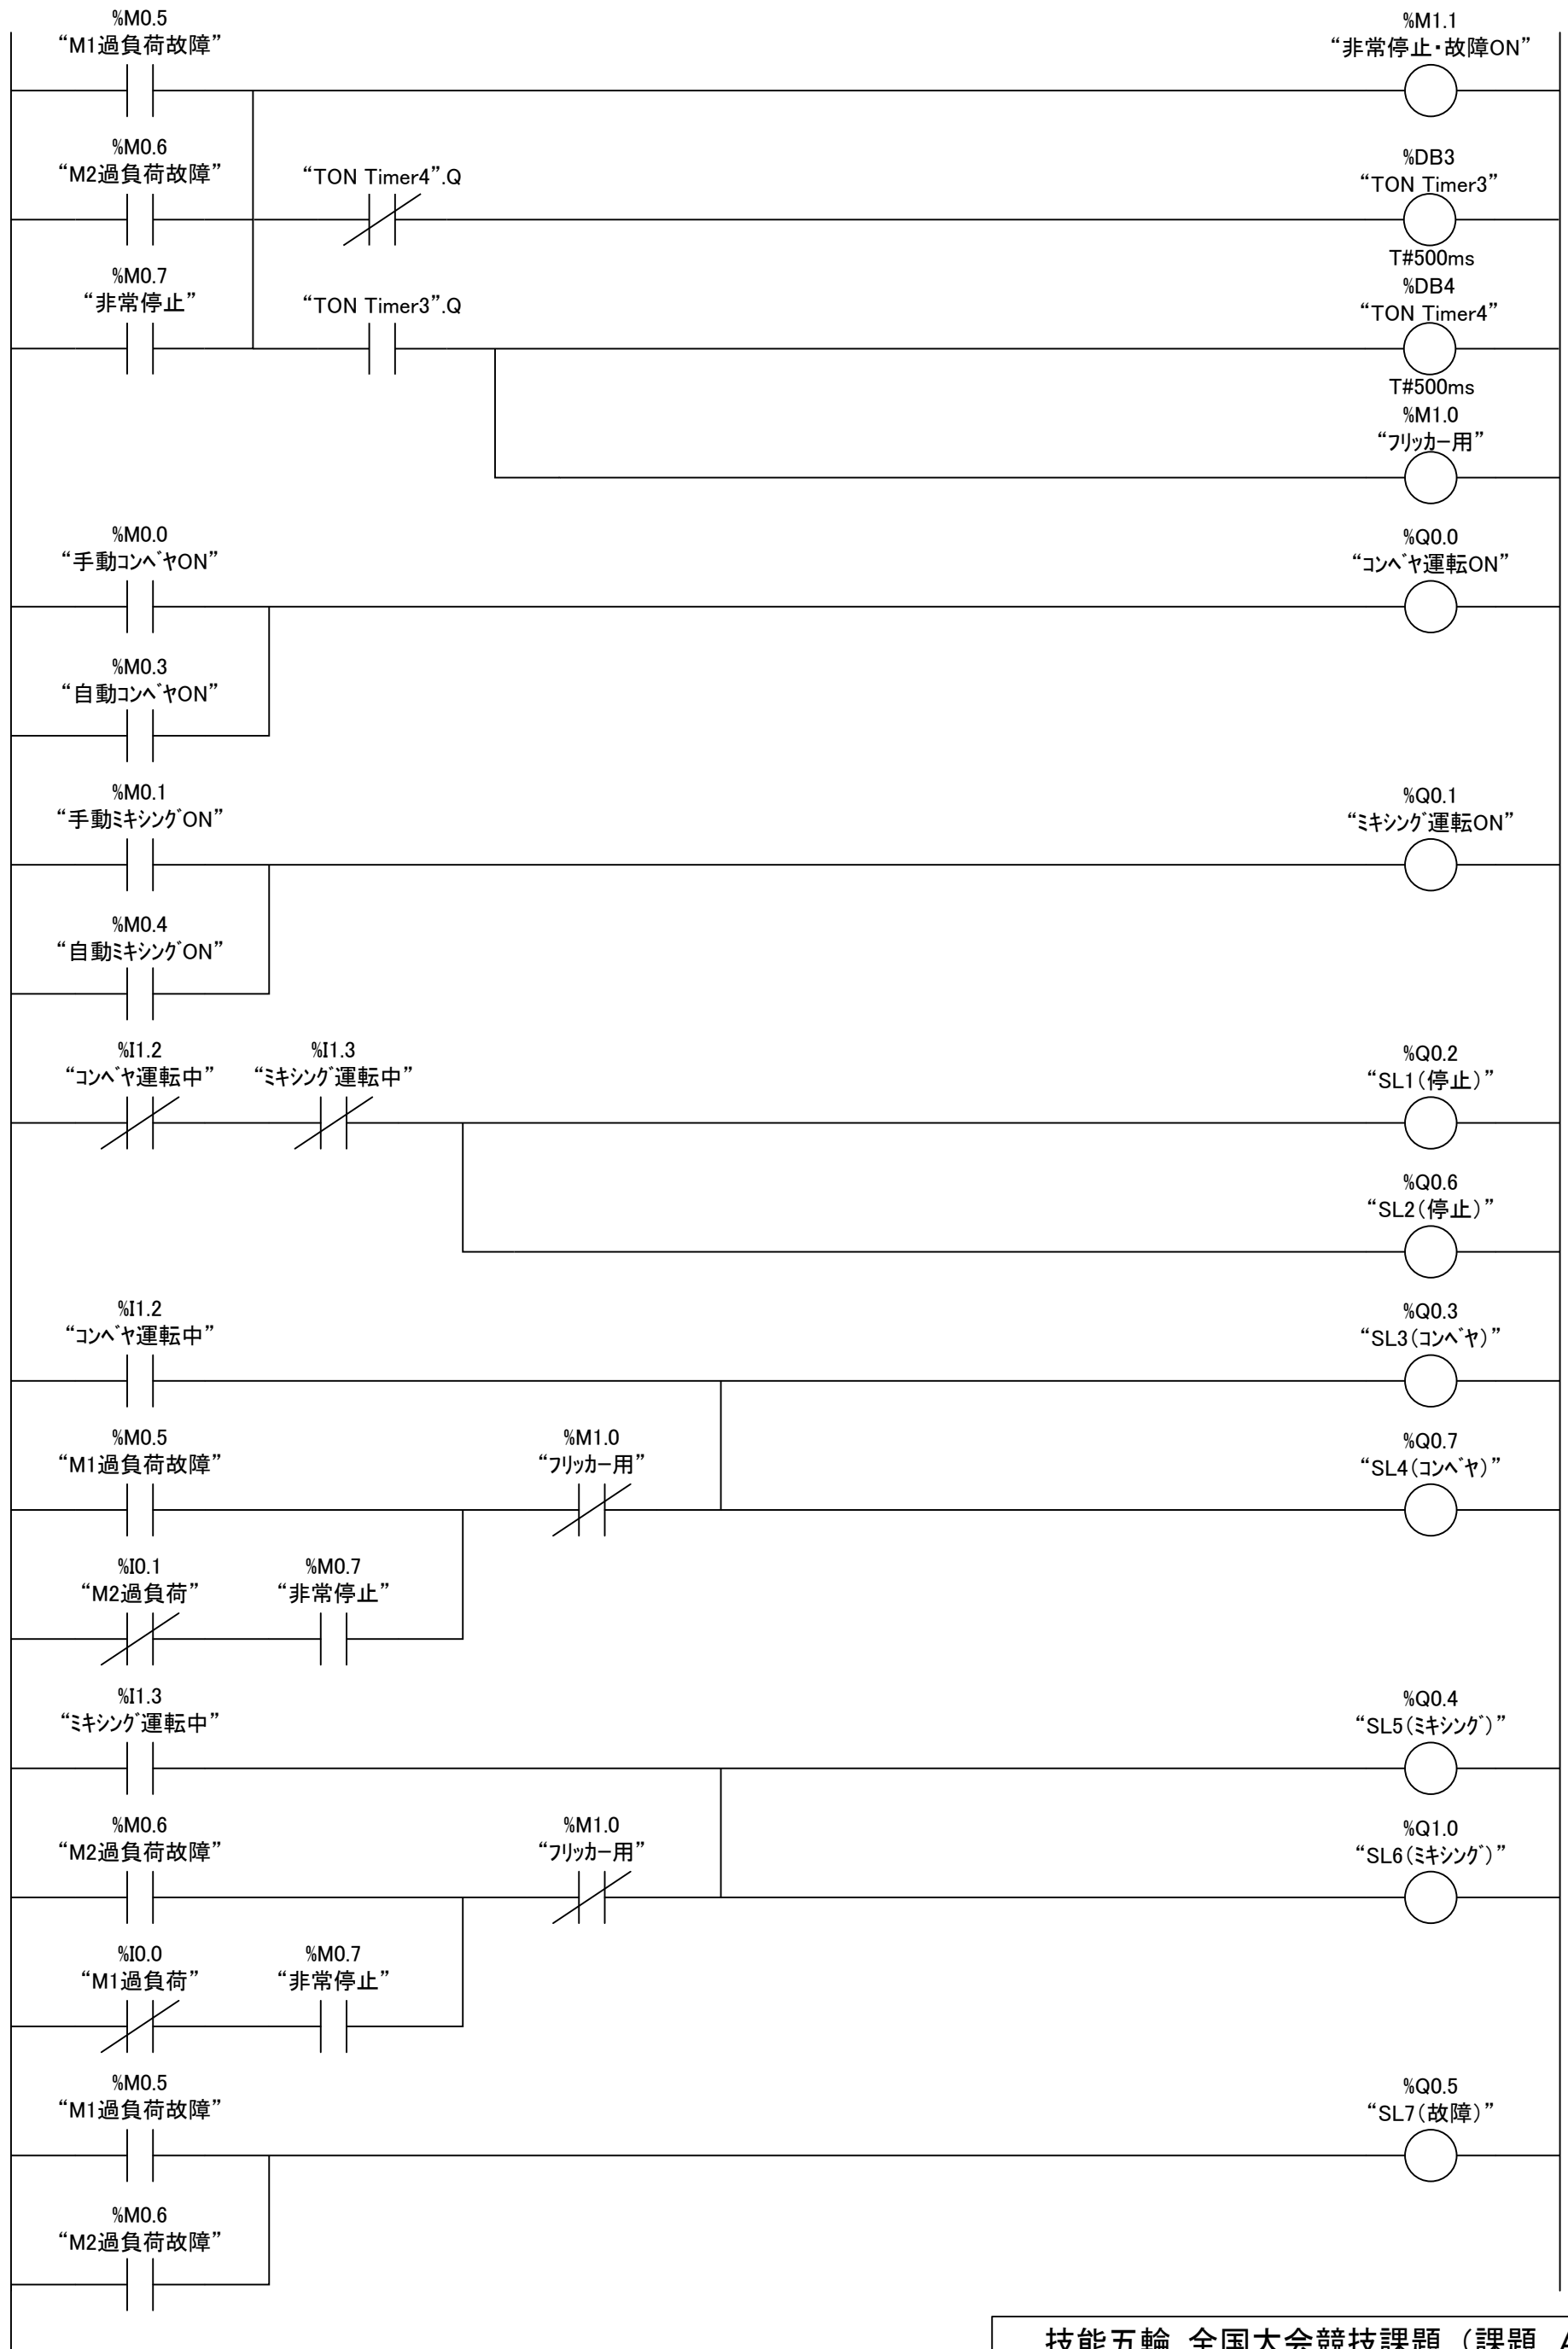 %M0.5
“M1過負荷故障”
%M1.1
“非常停止・故障ON”
%M0.6
“M2過負荷故障”
“TON Timer4”.Q
%DB3
“TON Timer3”
T#500ms
%M0.7
“非常停止”
“TON Timer3”.Q
%DB4
“TON Timer4”
T#500ms
%M1.0
“フリッカー用”
%M0.0
“手動コンベヤON”
%Q0.0
“コンベヤ運転ON”
%M0.3
“自動コンベヤON”
%M0.1
“手動ミキシングON”
%Q0.1
“ミキシング運転ON”
%M0.4
“自動ミキシングON”
%I1.2
“コンベヤ運転中”
%I1.3
“ミキシング運転中”
%Q0.2
“SL1(停止)”
%Q0.6
“SL2(停止)”
%I1.2
“コンベヤ運転中”
%Q0.3
“SL3(コンベヤ)”
%M0.5
“M1過負荷故障”
%M1.0
“フリッカー用”
%Q0.7
“SL4(コンベヤ)”
%I0.1
“M2過負荷”
%M0.7
“非常停止”
%I1.3
“ミキシング運転中”
%Q0.4
“SL5(ミキシング)”
%M0.6
“M2過負荷故障”
%M1.0
“フリッカー用”
%Q1.0
“SL6(ミキシング)”
%I0.0
“M1過負荷”
%M0.7
“非常停止”
%M0.5
“M1過負荷故障”
%Q0.5
“SL7(故障)”
%M0.6
“M2過負荷故障”
技能五輪 全国大会競技課題 (課題